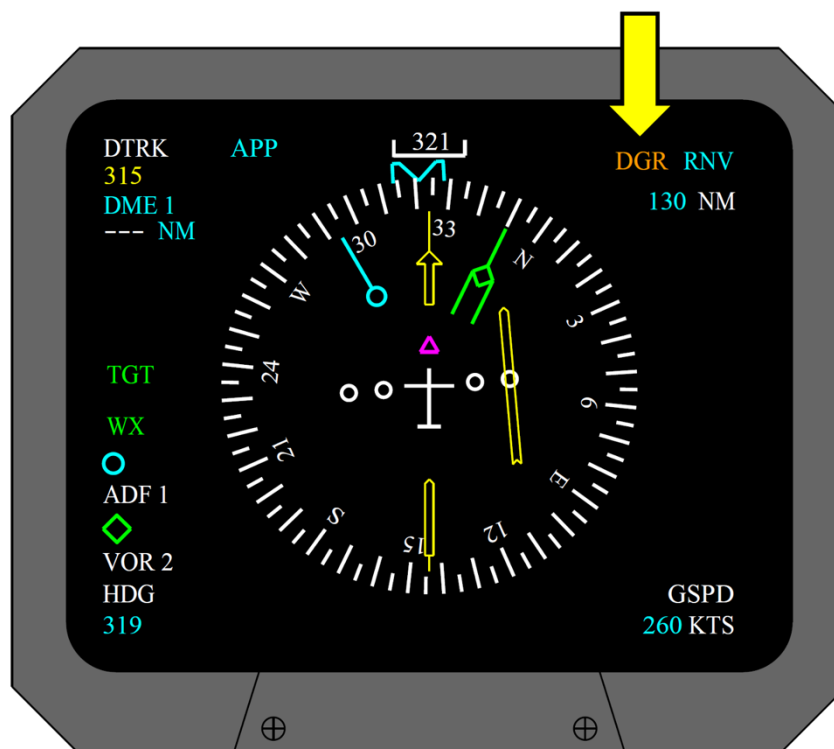 DTRK
315
DME 1
--- NM
APP
321
DGR RNV
130 NM
30
33
N
3
6
E
12
15
S
21
24
W
TGT
WX
ADF 1
VOR 2
HDG
319
GSPD
260 KTS